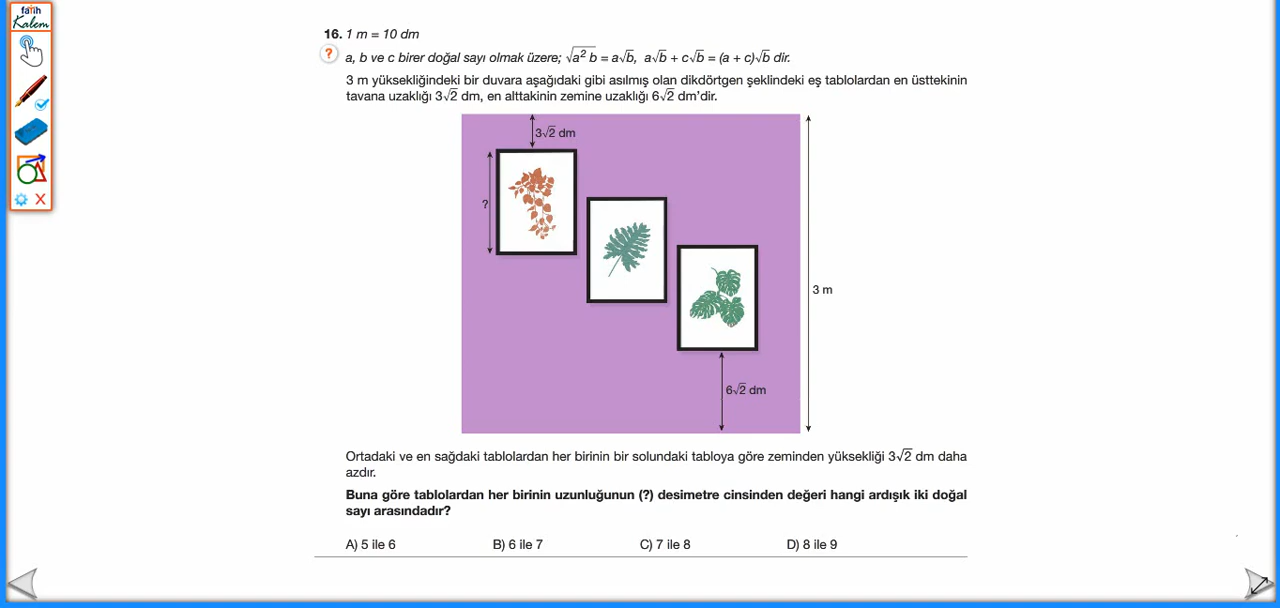 fatih
Kalem
16. 1 m = 10 dm
? a, b ve c birer doğal sayı olmak üzere; √(a² b) = a√b, a√b + c√b = (a + c)√b dir.
3 m yüksekliğindeki bir duvara aşağıdaki gibi asılmış olan dikdörtgen şeklindeki eş tablolardan en üsttekinin
tavana uzaklığı 3√2 dm, en alttakinin zemine uzaklığı 6√2 dm'dir.
3√2 dm
?
3 m
6√2 dm
Ortadaki ve en sağdaki tablolardan her birinin bir solundaki tabloya göre zeminden yüksekliği 3√2 dm daha
azdır.
Buna göre tablolardan her birinin uzunluğunun (?) desimetre cinsinden değeri hangi ardışık iki doğal
sayı arasındadır?
A) 5 ile 6 B) 6 ile 7 C) 7 ile 8 D) 8 ile 9